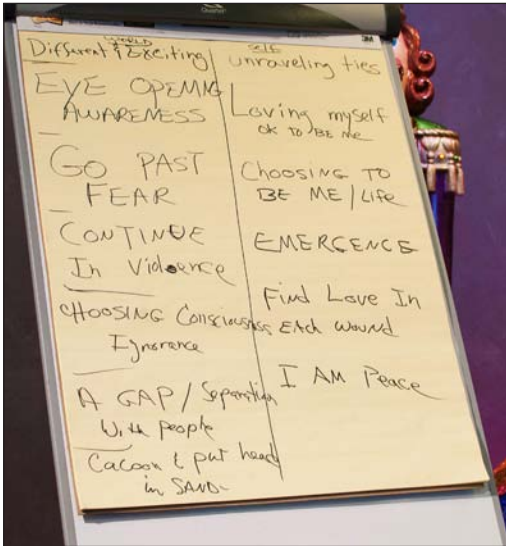 WORLD
Different & Exciting
EYE OPENING
AWARENESS
GO PAST
FEAR
CONTINUE
In Violence
CHOOSING Consciousness
Ignorance
A GAP / Separation
With people
Cacoon & put head
in SAND
SELF
unraveling ties
Loving myself
OK TO BE me
CHOOSING TO
BE ME / Life
EMERGENCE
Find Love In
EACH Wound
I AM Peace
3M